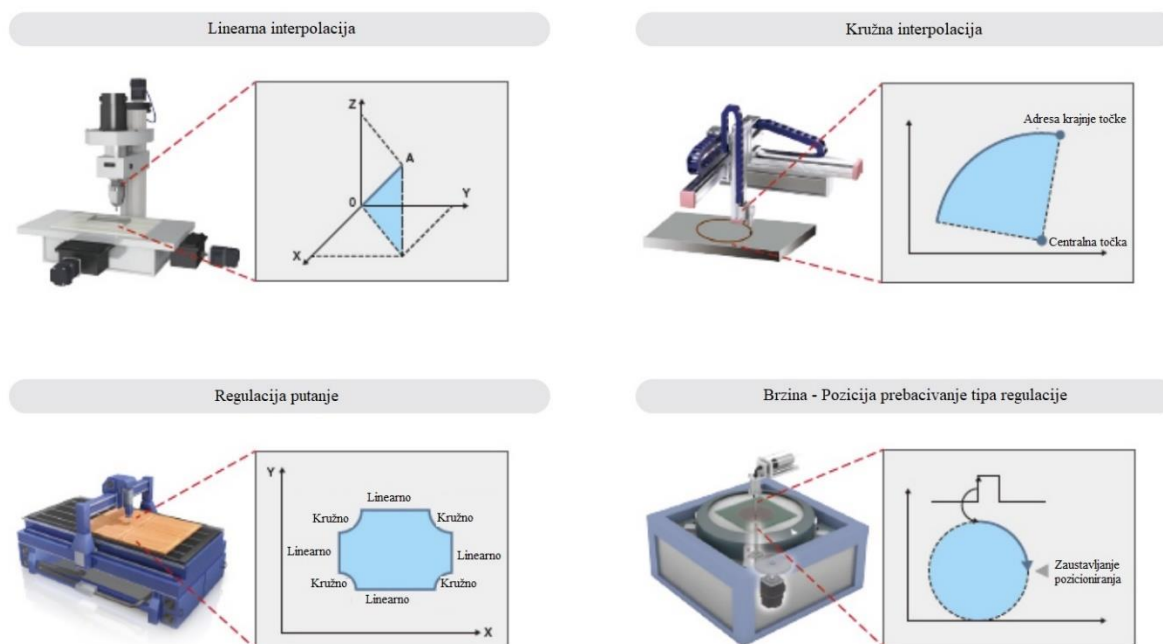 Linearna interpolacija
Kružna interpolacija
Z
A
O
Y
X
Adresa krajnje točke
Centralna točka
Regulacija putanje
Brzina - Pozicija prebacivanje tipa regulacije
Y
Linearno
Kružno
Kružno
Linearno
Linearno
Kružno
Kružno
Linearno
X
Zaustavljanje
pozicioniranja